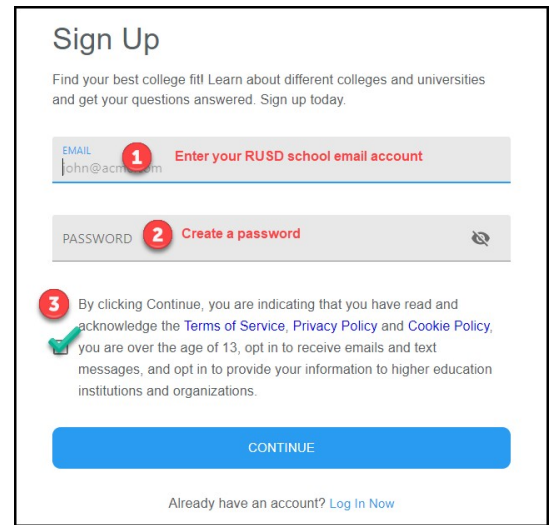 Sign Up
Find your best college fit! Learn about different colleges and universities
and get your questions answered. Sign up today.
EMAIL
1 Enter your RUSD school email account
john@acme.com
PASSWORD 2 Create a password
3 By clicking Continue, you are indicating that you have read and
acknowledge the Terms of Service, Privacy Policy and Cookie Policy,
you are over the age of 13, opt in to receive emails and text
messages, and opt in to provide your information to higher education
institutions and organizations.
CONTINUE
Already have an account? Log In Now